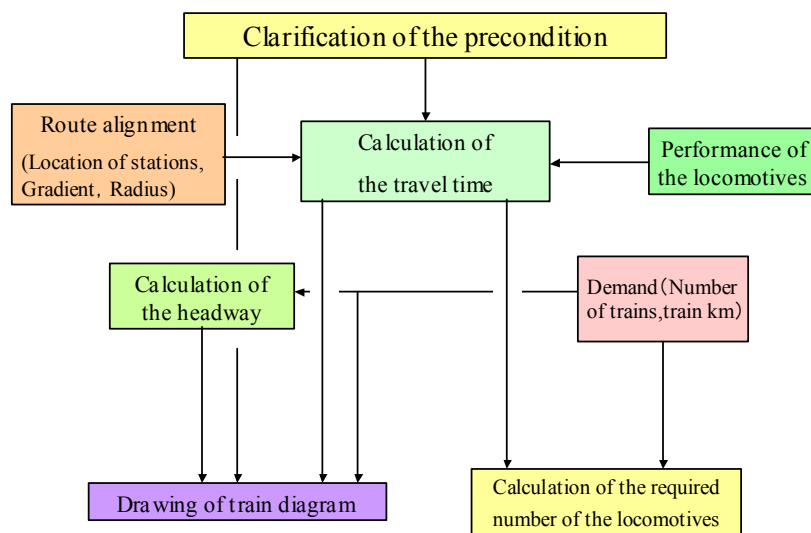 Clarification of the precondition
Route alignment
(Location of stations,
Gradient, Radius)
Calculation of
the travel time
Performance of
the locomotives
Calculation of
the headway
Demand(Number
of trains,train km)
Drawing of train diagram
Calculation of the required
number of the locomotives